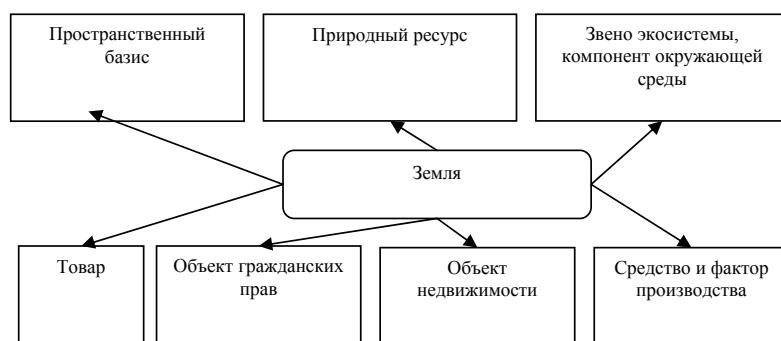 Пространственный
базис
Природный ресурс
Звено экосистемы,
компонент окружающей
среды
Земля
Товар
Объект гражданских
прав
Объект
недвижимости
Средство и фактор
производства